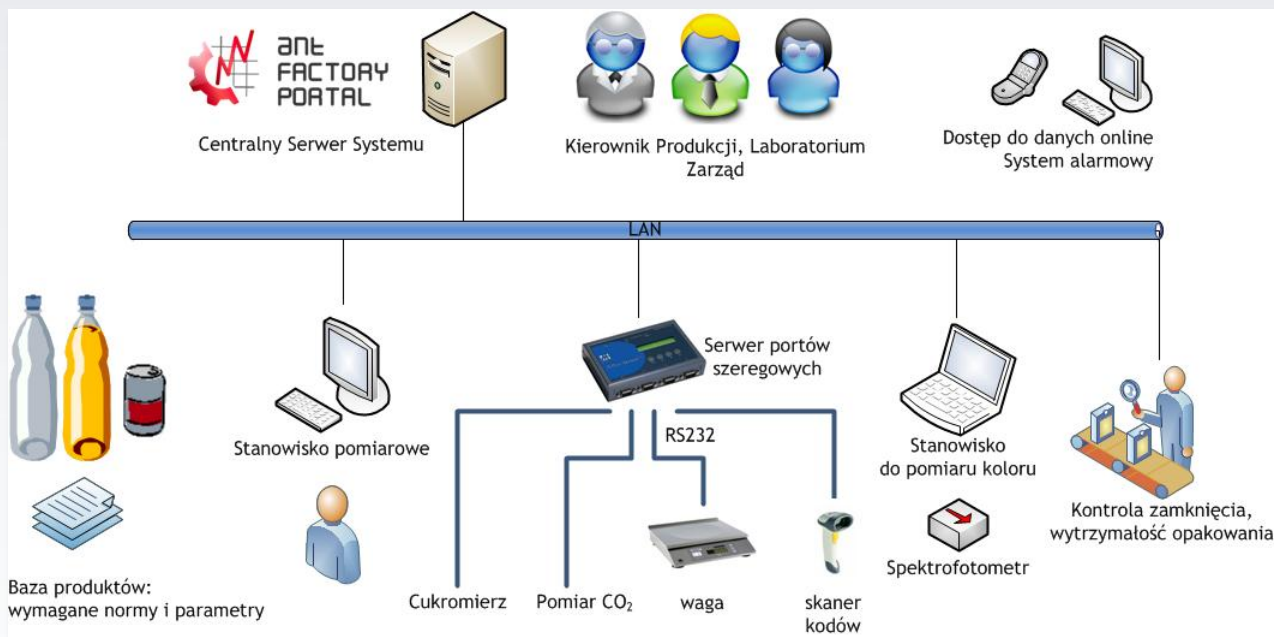 ant
FACTORY
PORTAL
Centralny Serwer Systemu
Kierownik Produkcji, Laboratorium
Zarząd
Dostęp do danych online
System alarmowy
LAN
Serwer portów
szeregowych
RS232
Stanowisko pomiarowe
Stanowisko
do pomiaru koloru
Kontrola zamknięcia,
wytrzymałość opakowania
Spektrofotometr
Baza produktów:
wymagane normy i parametry
Cukromierz
Pomiar CO₂
waga
skaner
kodów